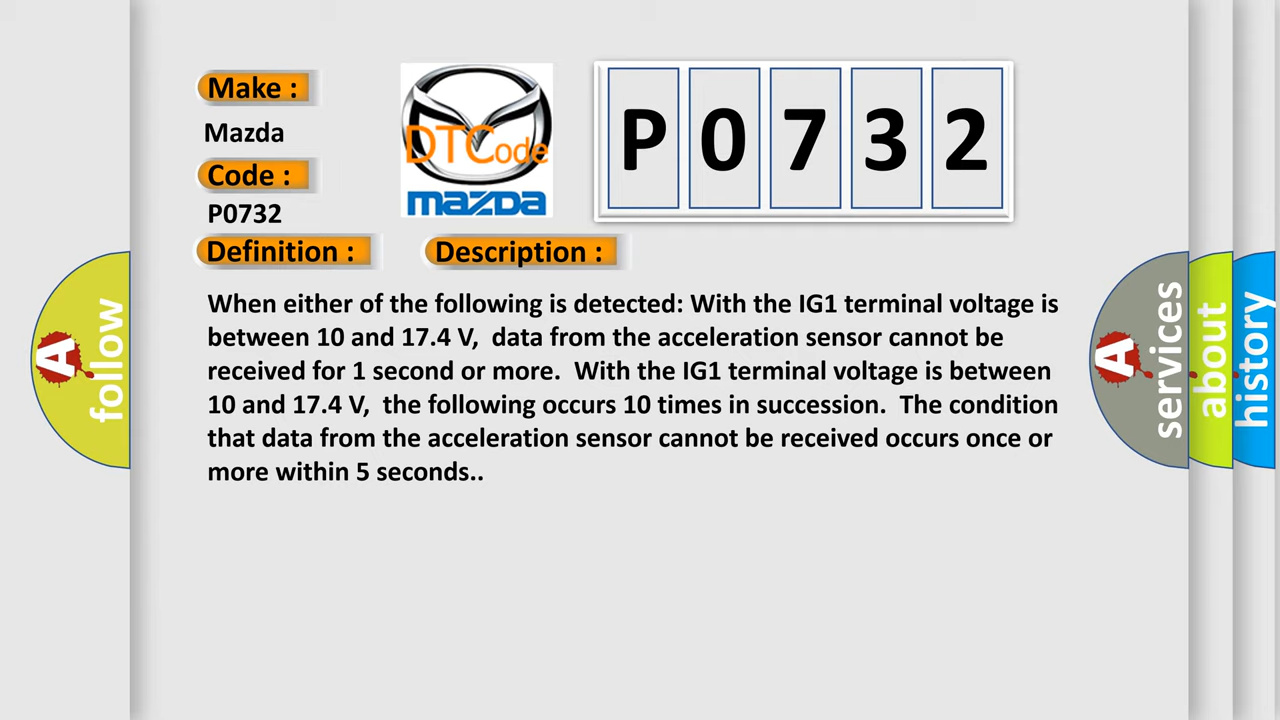 Make :
Mazda
Code :
P0732
Definition :
Description :
DTCode
mazda
P0732
When either of the following is detected: With the IG1 terminal voltage is
between 10 and 17.4 V,  data from the acceleration sensor cannot be
received for 1 second or more.  With the IG1 terminal voltage is between
10 and 17.4 V,  the following occurs 10 times in succession.  The condition
that data from the acceleration sensor cannot be received occurs once or
more within 5 seconds..
A follow
A services
about
history